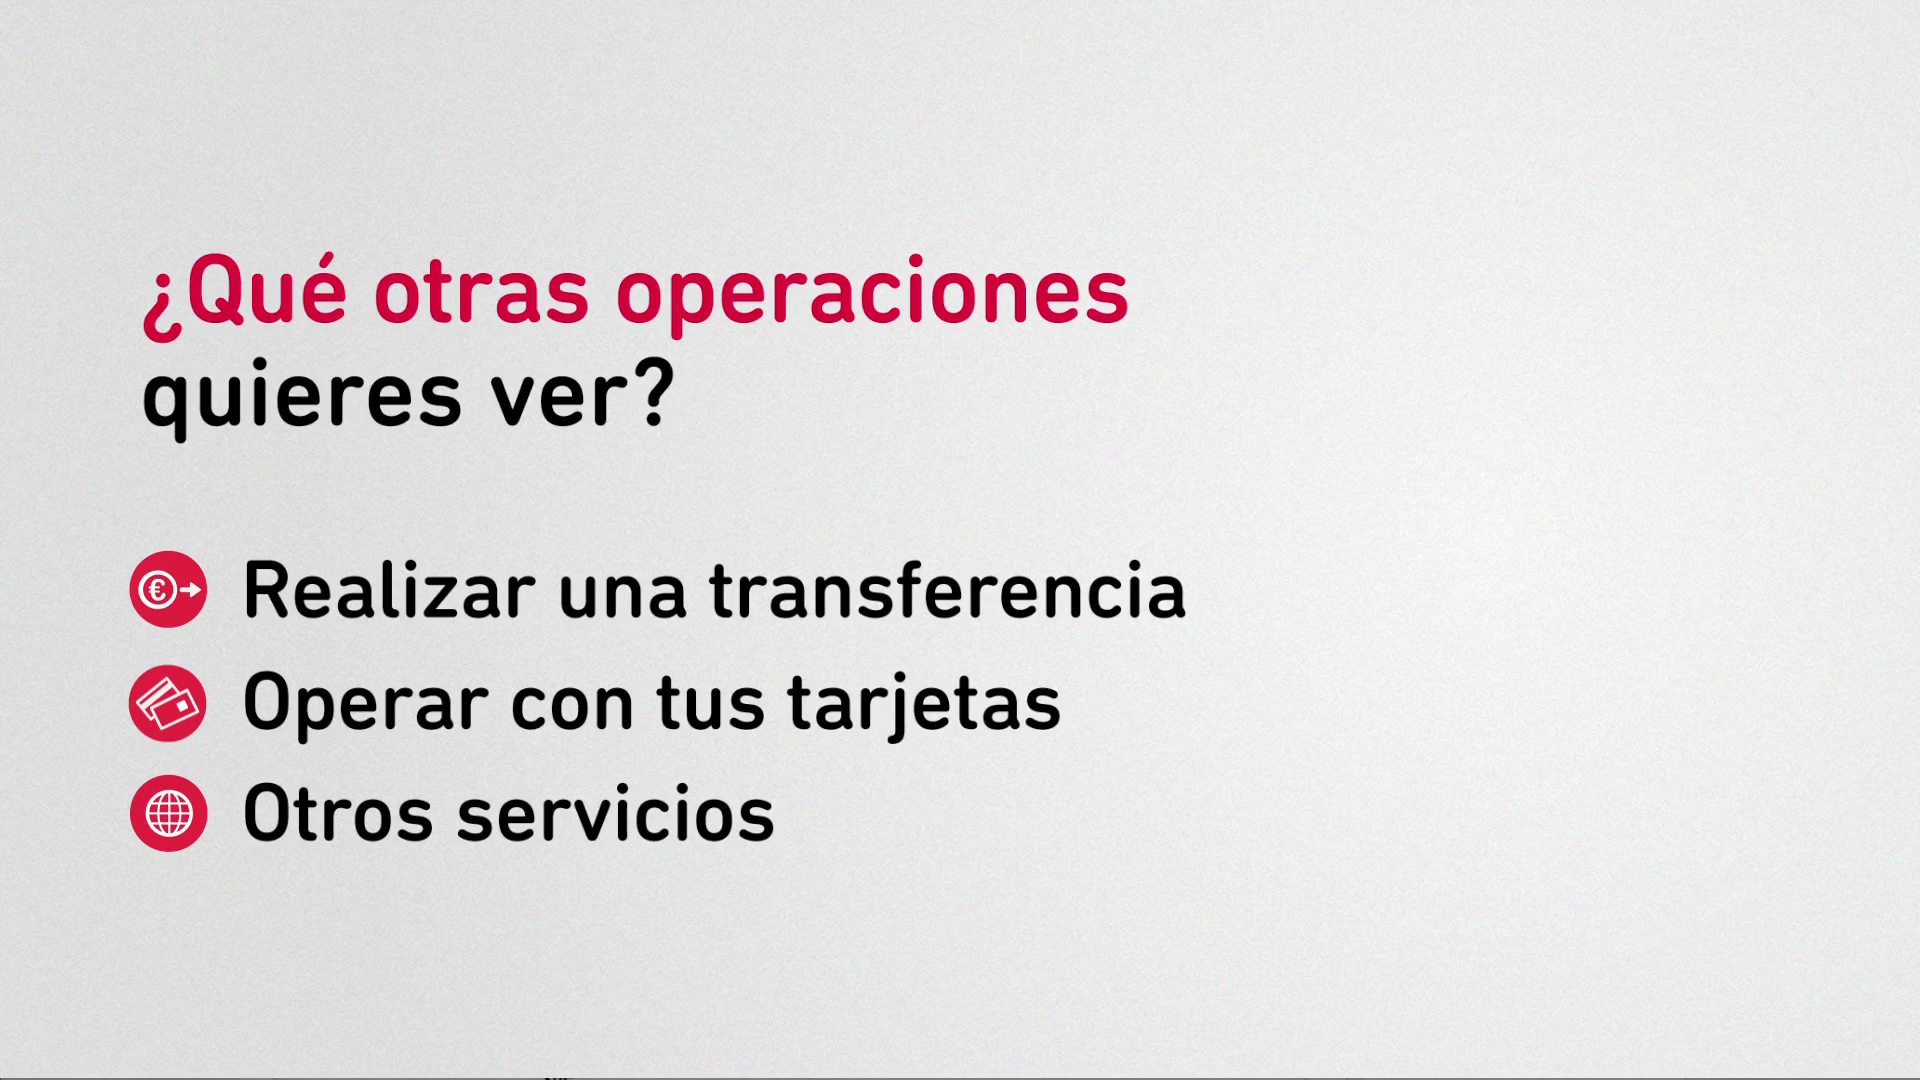 ¿Qué otras operaciones
quieres ver?
€
Realizar una transferencia
Operar con tus tarjetas
Otros servicios